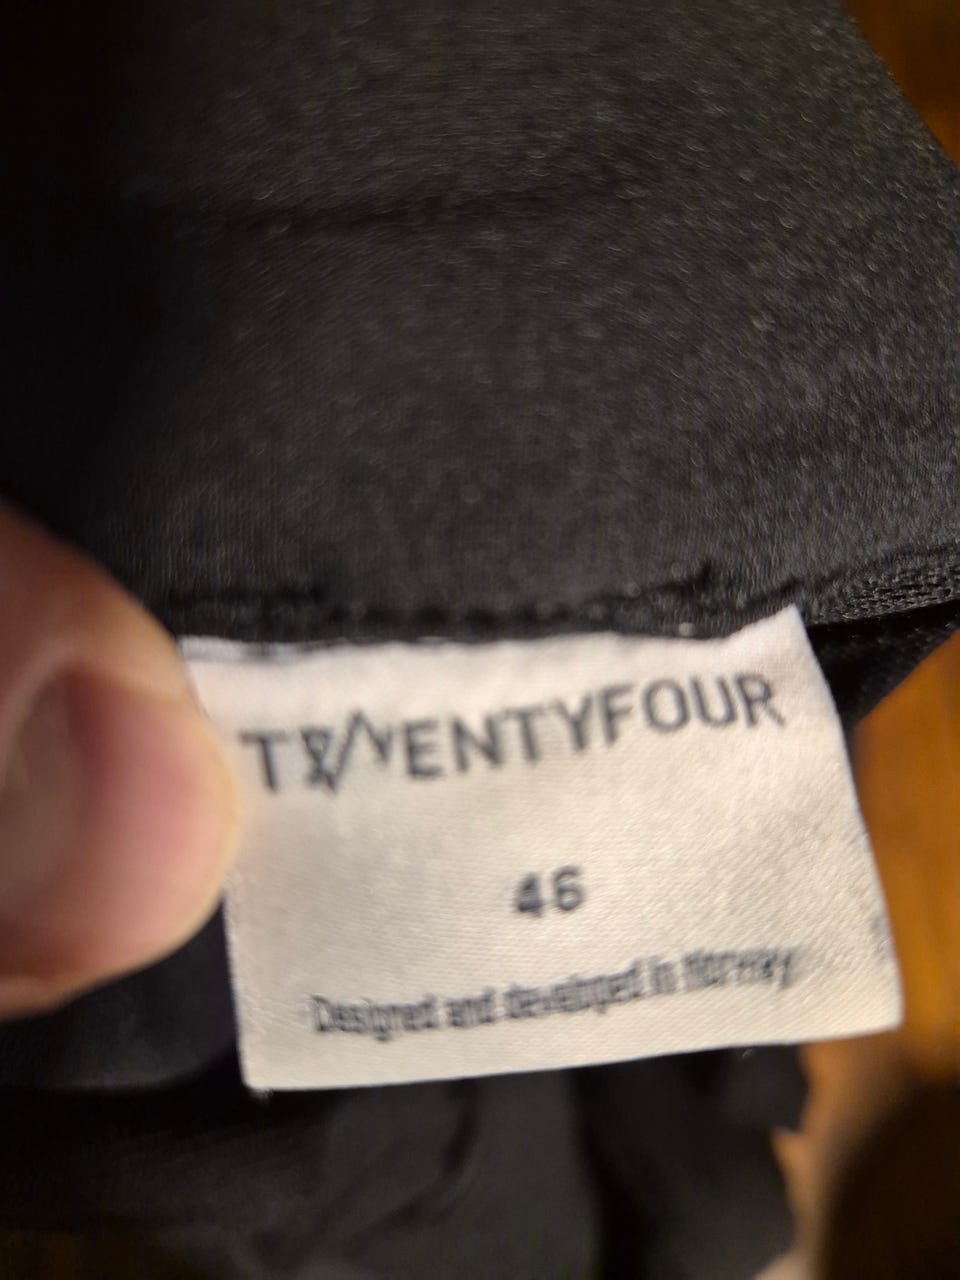 TWENTYFOUR
46
Designed and developed in Norway